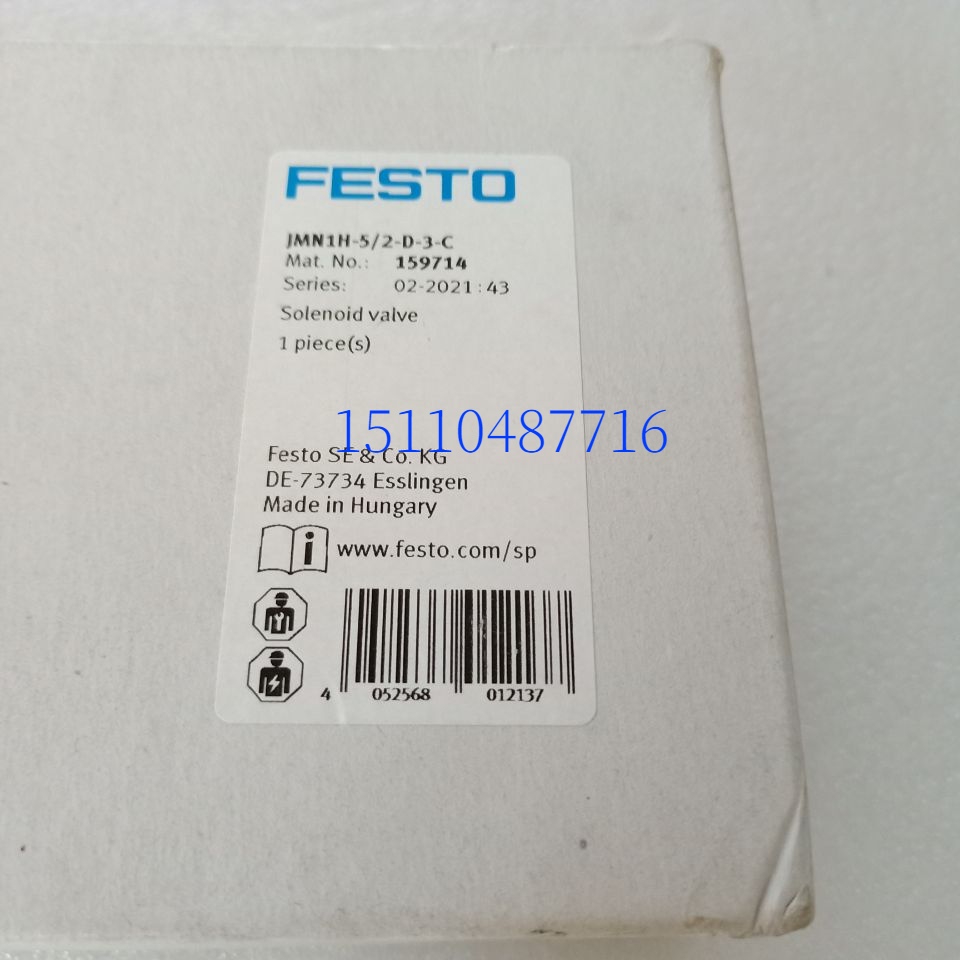 FESTO
JMN1H-5/2-D-3-C
Mat. No.: 159714
Series: 02-2021:43
Solenoid valve
1 piece(s)
15110487716
Festo SE & Co. KG
DE-73734 Esslingen
Made in Hungary
i www.festo.com/sp
4 052568 012137